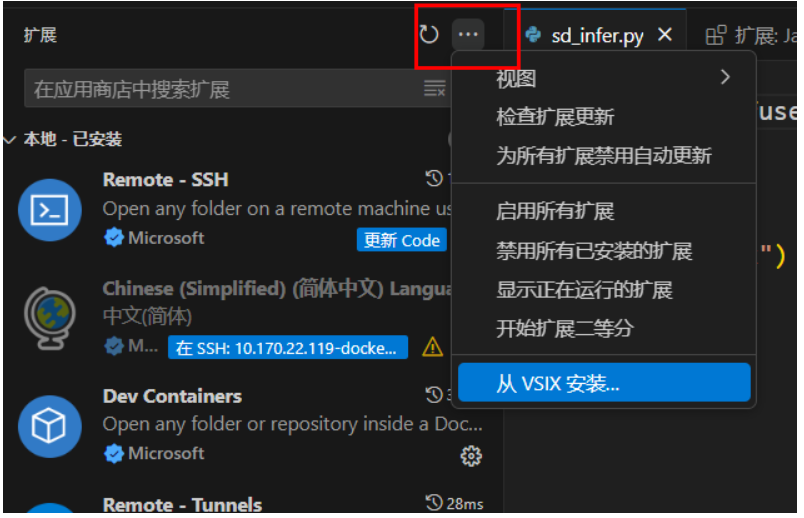 扩展
sd_infer.py
扩展: Ja
在应用商店中搜索扩展
本地 - 已安装
Remote - SSH
Open any folder on a remote machine us
Microsoft
更新 Code
Chinese (Simplified) (简体中文) Langua
中文(简体)
M...
在 SSH: 10.170.22.119-docke...
Dev Containers
Open any folder or repository inside a Doc...
Microsoft
Remote - Tunnels
28ms
视图
检查扩展更新
为所有扩展禁用自动更新
启用所有扩展
禁用所有已安装的扩展
显示正在运行的扩展
开始扩展二等分
从 VSIX 安装...
use
")